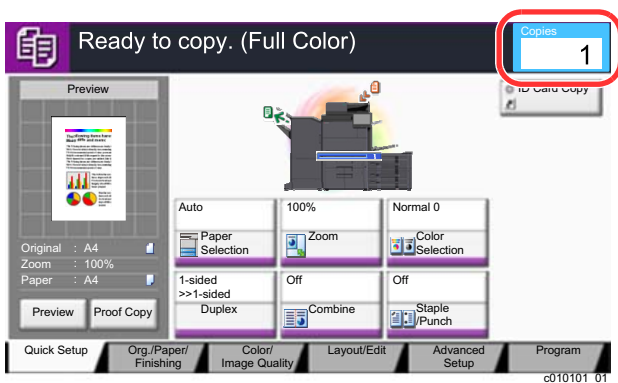 Ready to copy. (Full Color)
Copies
1
ID Card Copy
Preview
Original : A4
Zoom : 100%
Paper : A4
Preview
Proof Copy
Auto
Paper
Selection
100%
Zoom
Normal 0
Color
Selection
1-sided
>>1-sided
Duplex
Off
Combine
Off
Staple
/Punch
Quick Setup
Org./Paper/
Finishing
Color/
Image Quality
Layout/Edit
Advanced
Setup
Program
c010101_01